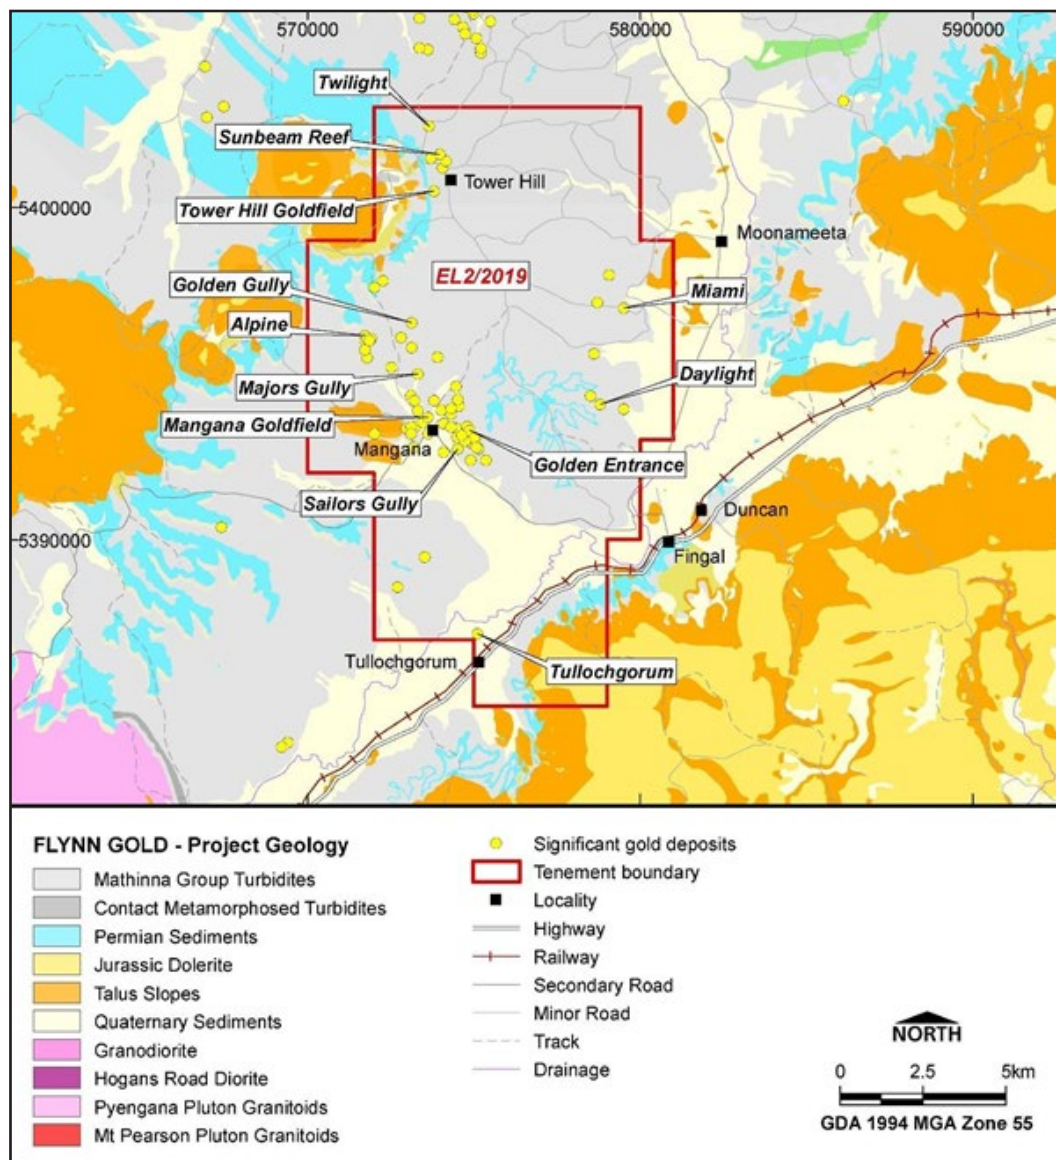 570000
580000
590000
Twilight
Sunbeam Reef
Tower Hill
5400000
Tower Hill Goldfield
Moonameeta
EL2/2019
Golden Gully
Miami
Alpine
Daylight
Majors Gully
Mangana Goldfield
Mangana
Golden Entrance
Sailors Gully
Duncan
5390000
Fingal
Tullochgorum
Tullochgorum
FLYNN GOLD - Project Geology
Mathinna Group Turbidites
Contact Metamorphosed Turbidites
Permian Sediments
Jurassic Dolerite
Talus Slopes
Quaternary Sediments
Granodiorite
Hogans Road Diorite
Pyengana Pluton Granitoids
Mt Pearson Pluton Granitoids
Significant gold deposits
Tenement boundary
Locality
Highway
Railway
Secondary Road
Minor Road
Track
Drainage
NORTH
0 2.5 5km
GDA 1994 MGA Zone 55